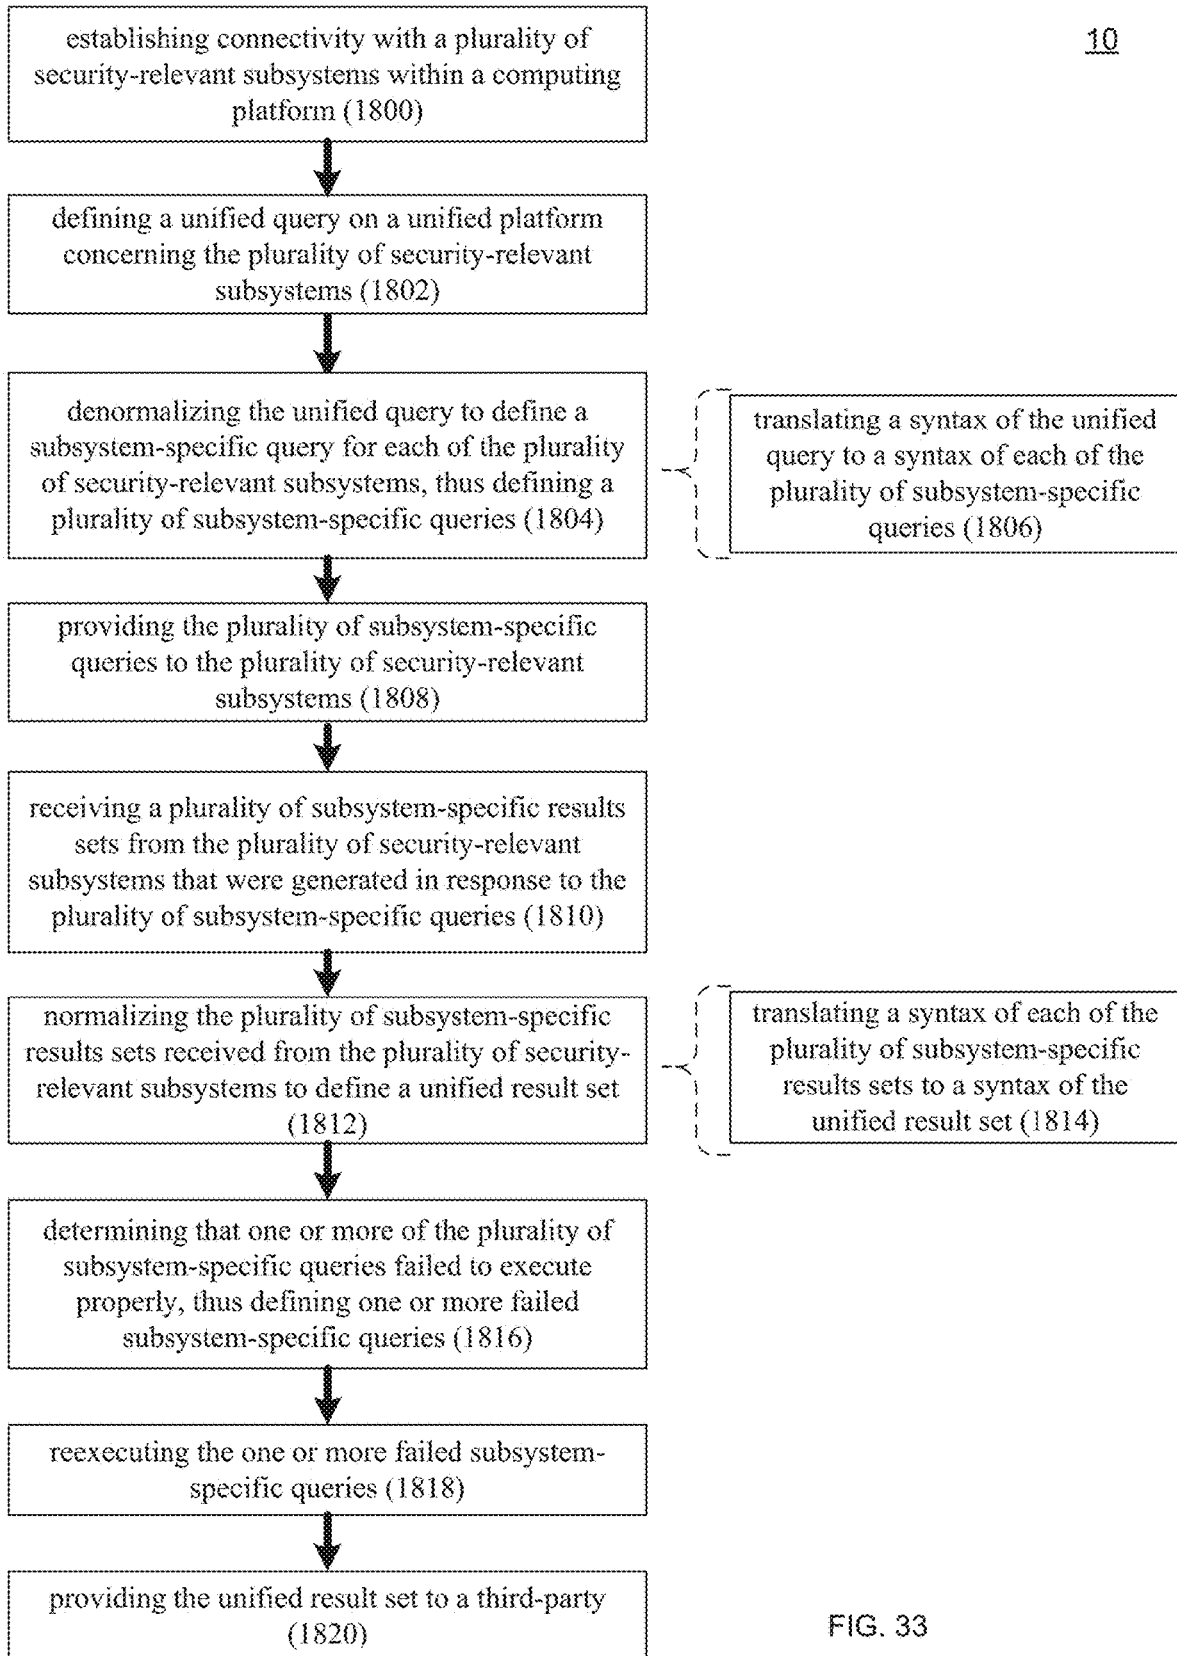 establishing connectivity with a plurality of
security-relevant subsystems within a computing
platform (1800)
10
defining a unified query on a unified platform
concerning the plurality of security-relevant
subsystems (1802)
denormalizing the unified query to define a
subsystem-specific query for each of the plurality
of security-relevant subsystems, thus defining a
plurality of subsystem-specific queries (1804)
translating a syntax of the unified
query to a syntax of each of the
plurality of subsystem-specific
queries (1806)
providing the plurality of subsystem-specific
queries to the plurality of security-relevant
subsystems (1808)
receiving a plurality of subsystem-specific results
sets from the plurality of security-relevant
subsystems that were generated in response to the
plurality of subsystem-specific queries (1810)
normalizing the plurality of subsystem-specific
results sets received from the plurality of security-
relevant subsystems to define a unified result set
(1812)
translating a syntax of each of the
plurality of subsystem-specific
results sets to a syntax of the
unified result set (1814)
determining that one or more of the plurality of
subsystem-specific queries failed to execute
properly, thus defining one or more failed
subsystem-specific queries (1816)
reexecuting the one or more failed subsystem-
specific queries (1818)
providing the unified result set to a third-party
(1820)
FIG. 33